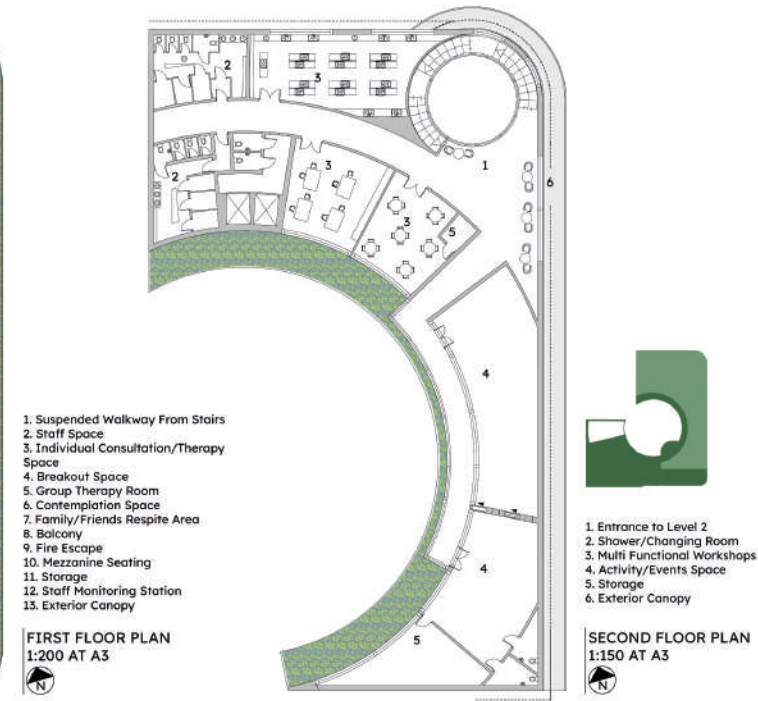 2
3
1
6
3
2
3
5
4
4
5
1. Suspended Walkway From Stairs
2. Staff Space
3. Individual Consultation/Therapy
Space
4. Breakout Space
5. Group Therapy Room
6. Contemplation Space
7. Family/Friends Respite Area
8. Balcony
9. Fire Escape
10. Mezzanine Seating
11. Storage
12. Staff Monitoring Station
13. Exterior Canopy
FIRST FLOOR PLAN
1:200 AT A3
N
1. Entrance to Level 2
2. Shower/Changing Room
3. Multi Functional Workshops
4. Activity/Events Space
5. Storage
6. Exterior Canopy
SECOND FLOOR PLAN
1:150 AT A3
N